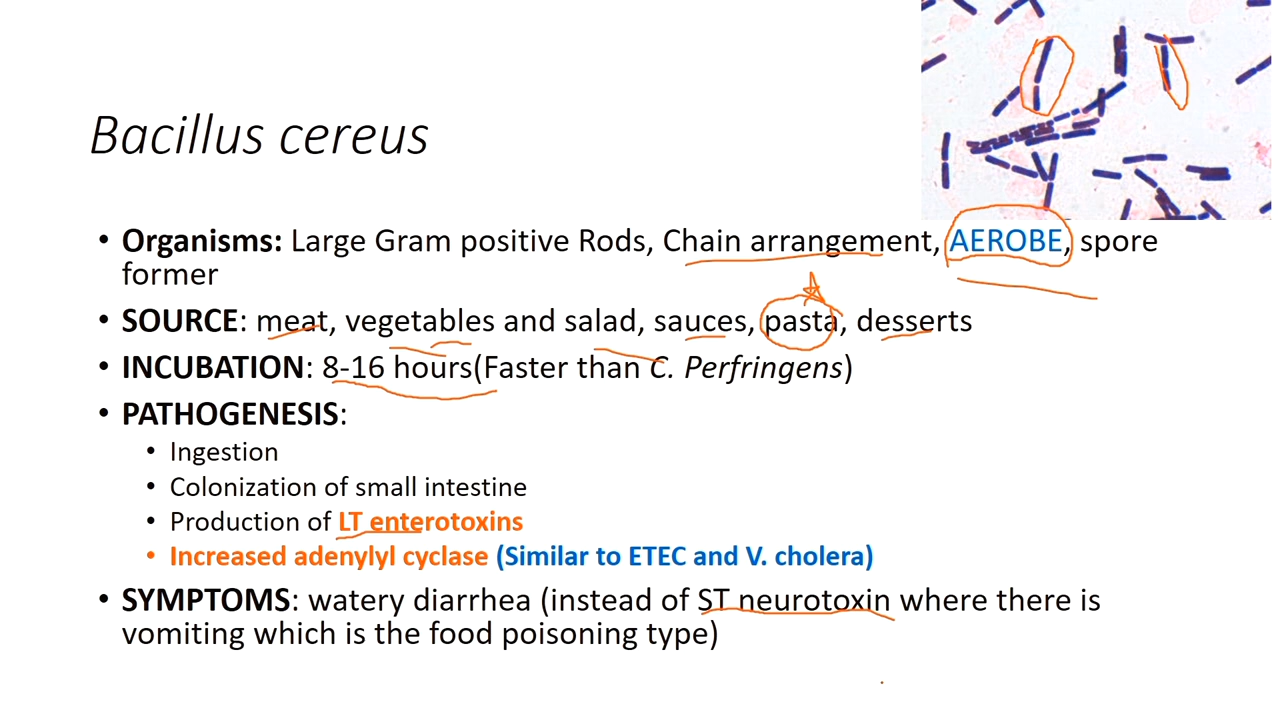 Bacillus cereus
• Organisms: Large Gram positive Rods, Chain arrangement, AEROBE, spore
former
• SOURCE: meat, vegetables and salad, sauces, pasta, desserts
• INCUBATION: 8-16 hours(Faster than C. Perfringens)
• PATHOGENESIS:
• Ingestion
• Colonization of small intestine
• Production of LT enterotoxins
• Increased adenylyl cyclase (Similar to ETEC and V. cholera)
• SYMPTOMS: watery diarrhea (instead of ST neurotoxin where there is
vomiting which is the food poisoning type)